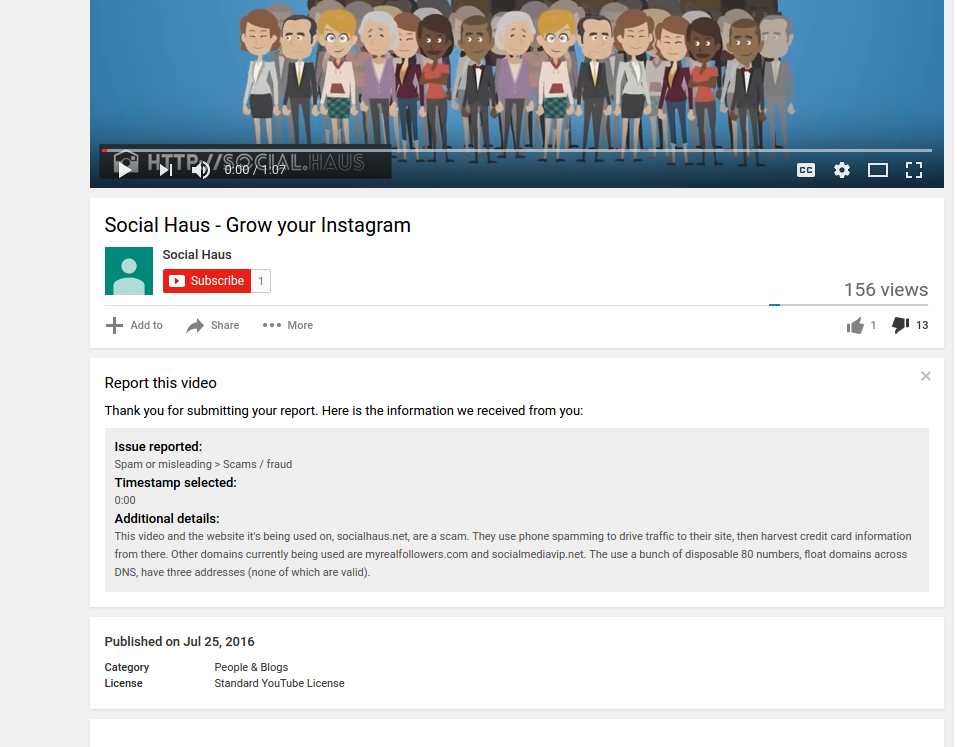 HTTP://SOCIAL.HAUS
0:00 / 1:07
CC
Social Haus - Grow your Instagram
Social Haus
Subscribe 1
156 views
Add to Share More 1 13
Report this video
Thank you for submitting your report. Here is the information we received from you:
Issue reported:
Spam or misleading > Scams / fraud
Timestamp selected:
0:00
Additional details:
This video and the website it's being used on, socialhaus.net, are a scam. They use phone spamming to drive traffic to their site, then harvest credit card information
from there. Other domains currently being used are myrealfollowers.com and socialmediavip.net. The use a bunch of disposable 80 numbers, float domains across
DNS, have three addresses (none of which are valid).
Published on Jul 25, 2016
Category People & Blogs
License Standard YouTube License